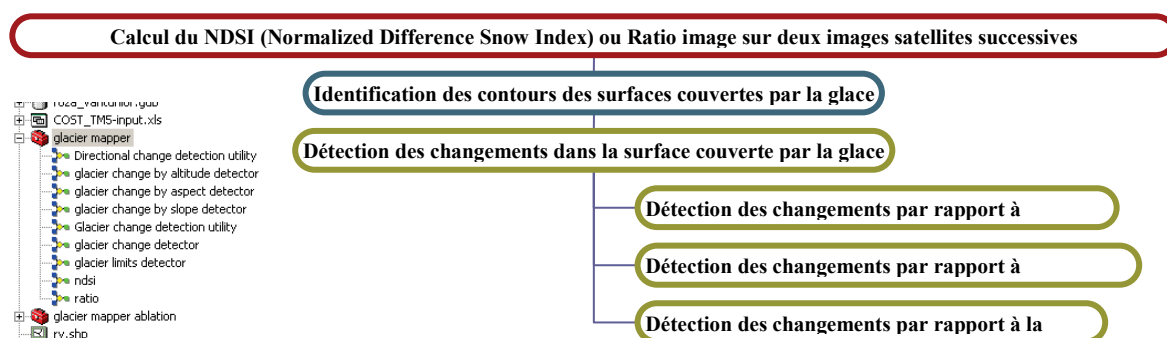 Calcul du NDSI (Normalized Difference Snow Index) ou Ratio image sur deux images satellites successives
Identification des contours des surfaces couvertes par la glace
Détection des changements dans la surface couverte par la glace
Détection des changements par rapport à
Détection des changements par rapport à
Détection des changements par rapport à la
COST_TM5-input.xls
glacier mapper
Directional change detection utility
glacier change by altitude detector
glacier change by aspect detector
glacier change by slope detector
Glacier change detection utility
glacier change detector
glacier limits detector
ndsi
ratio
glacier mapper ablation
rv.shp